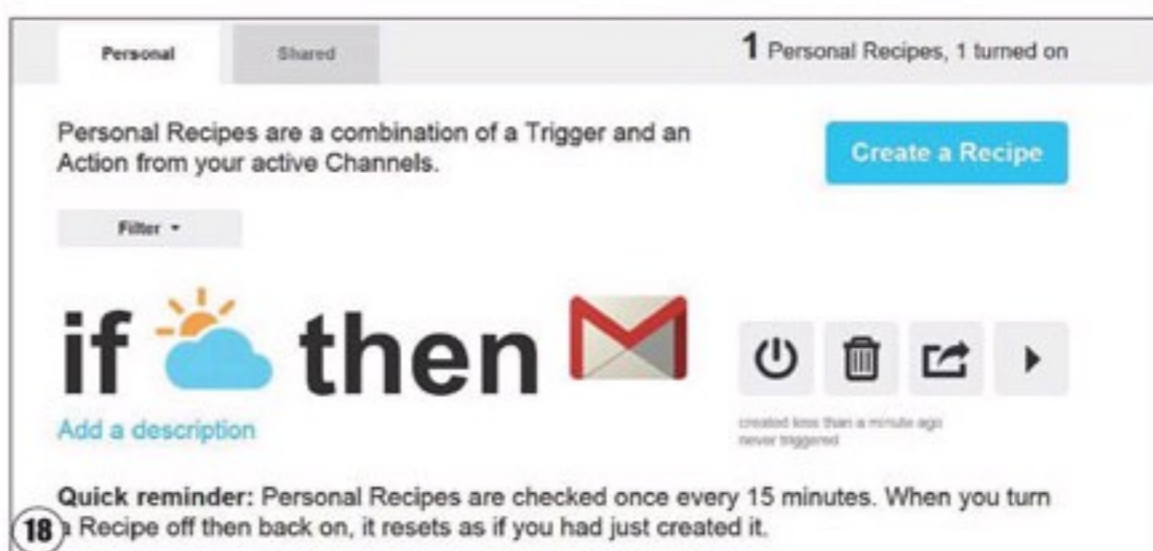 Personal
Shared
1 Personal Recipes, 1 turned on
Personal Recipes are a combination of a Trigger and an
Action from your active Channels.
Create a Recipe
Filter
if then
Add a description
created less than a minute ago
never triggered
Quick reminder: Personal Recipes are checked once every 15 minutes. When you turn
a Recipe off then back on, it resets as if you had just created it.
18